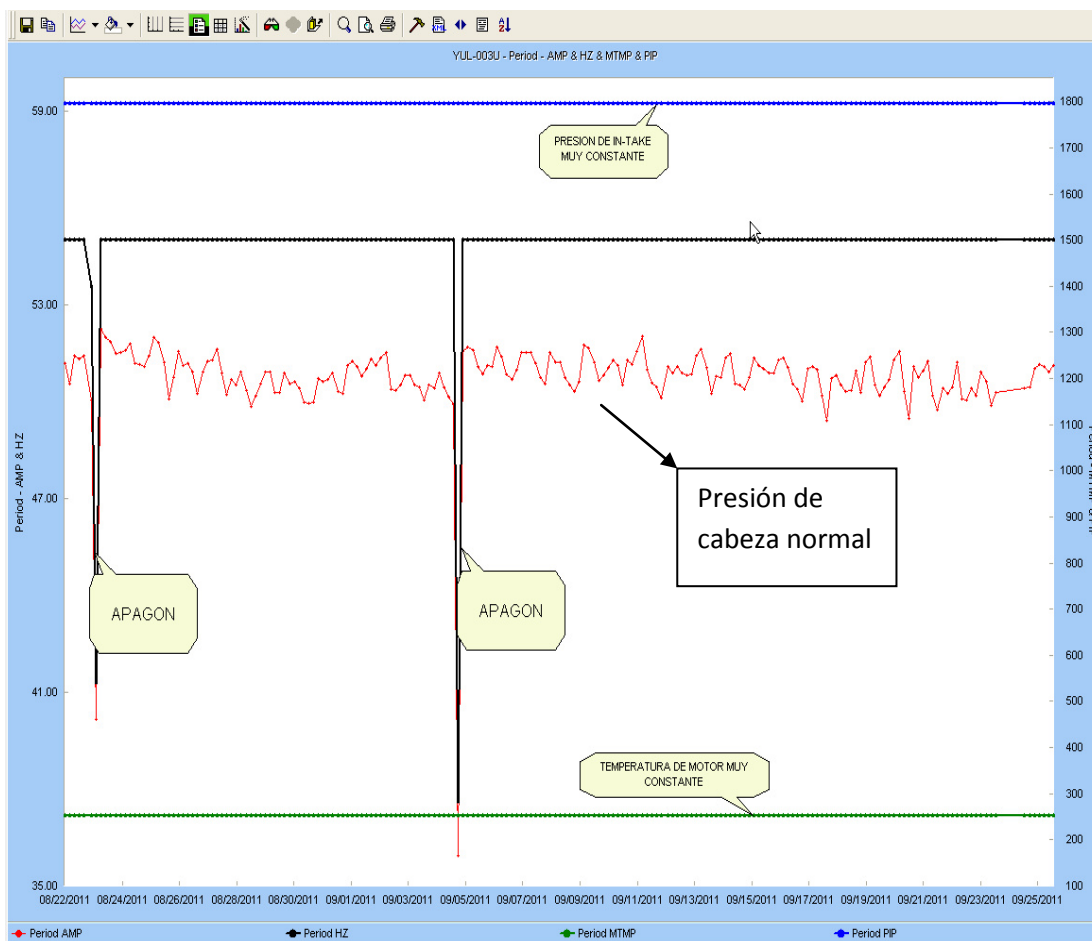 YUL-003U - Period - AMP & HZ & MTMP & PIP
59.00
53.00
47.00
41.00
35.00
Period - AMP & HZ
1800
1700
1600
1500
1400
1300
1200
1100
1000
900
800
700
600
500
400
300
200
100
PRESION DE IN-TAKE
MUY CONSTANTE
Presión de
cabeza normal
APAGON
APAGON
TEMPERATURA DE MOTOR MUY
CONSTANTE
08/22/2011 08/24/2011 08/26/2011 08/28/2011 08/30/2011 09/01/2011 09/03/2011 09/05/2011 09/07/2011 09/09/2011 09/11/2011 09/13/2011 09/15/2011 09/17/2011 09/19/2011 09/21/2011 09/23/2011 09/25/2011
Period AMP Period HZ Period MTMP Period PIP